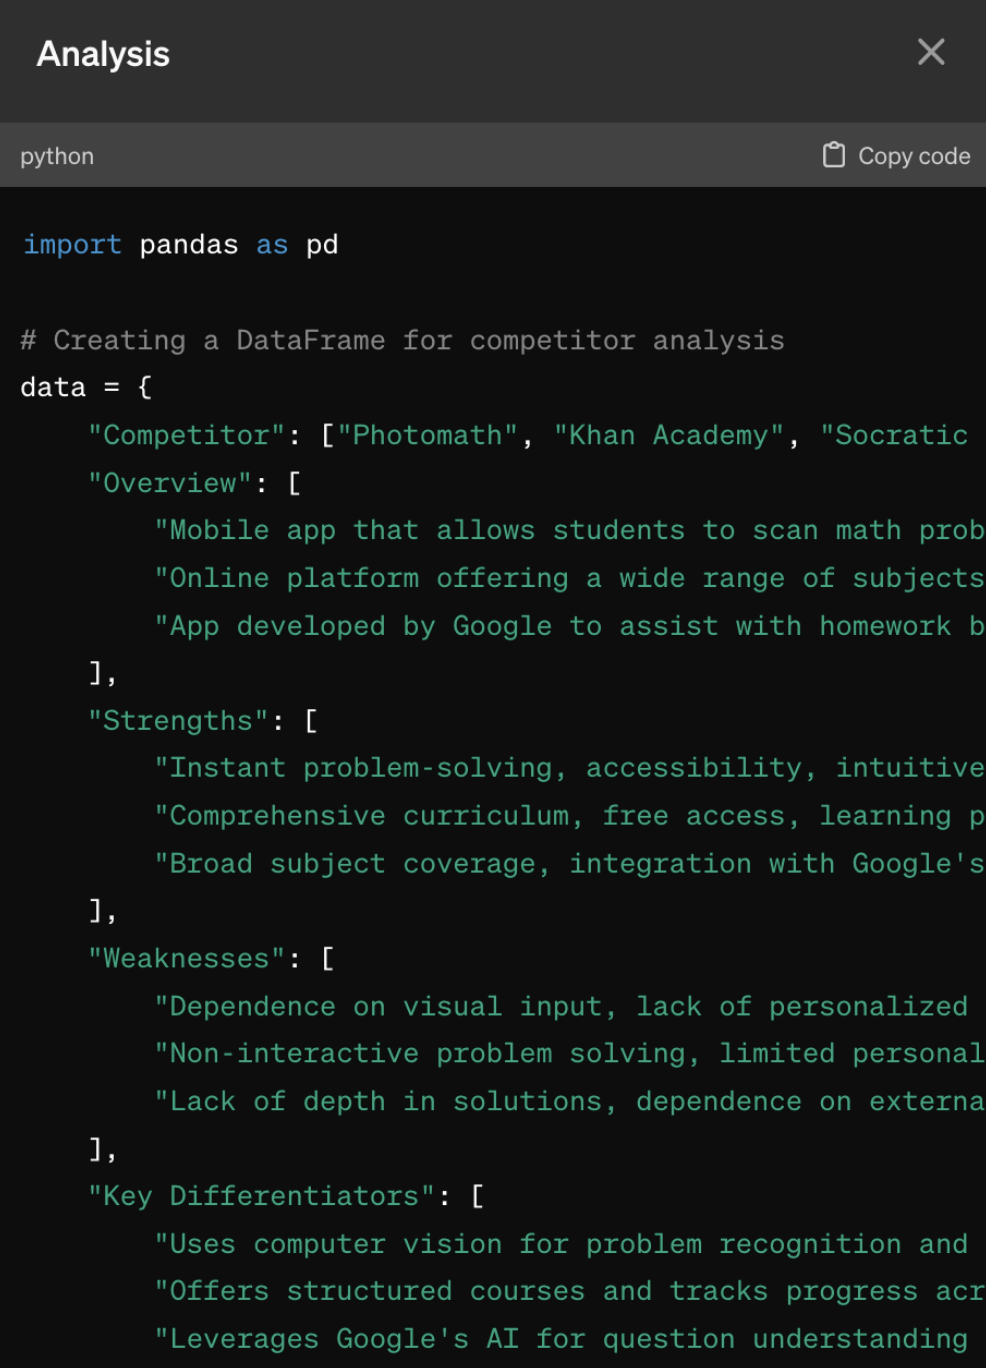 Analysis
python
Copy code
import pandas as pd
# Creating a DataFrame for competitor analysis
data = {
"Competitor": ["Photomath", "Khan Academy", "Socratic
"Overview": [
"Mobile app that allows students to scan math prob
"Online platform offering a wide range of subjects
"App developed by Google to assist with homework b
],
"Strengths": [
"Instant problem-solving, accessibility, intuitive
"Comprehensive curriculum, free access, learning p
"Broad subject coverage, integration with Google's
],
"Weaknesses": [
"Dependence on visual input, lack of personalized
"Non-interactive problem solving, limited personal
"Lack of depth in solutions, dependence on externa
],
"Key Differentiators": [
"Uses computer vision for problem recognition and
"Offers structured courses and tracks progress acr
"Leverages Google's AI for question understanding